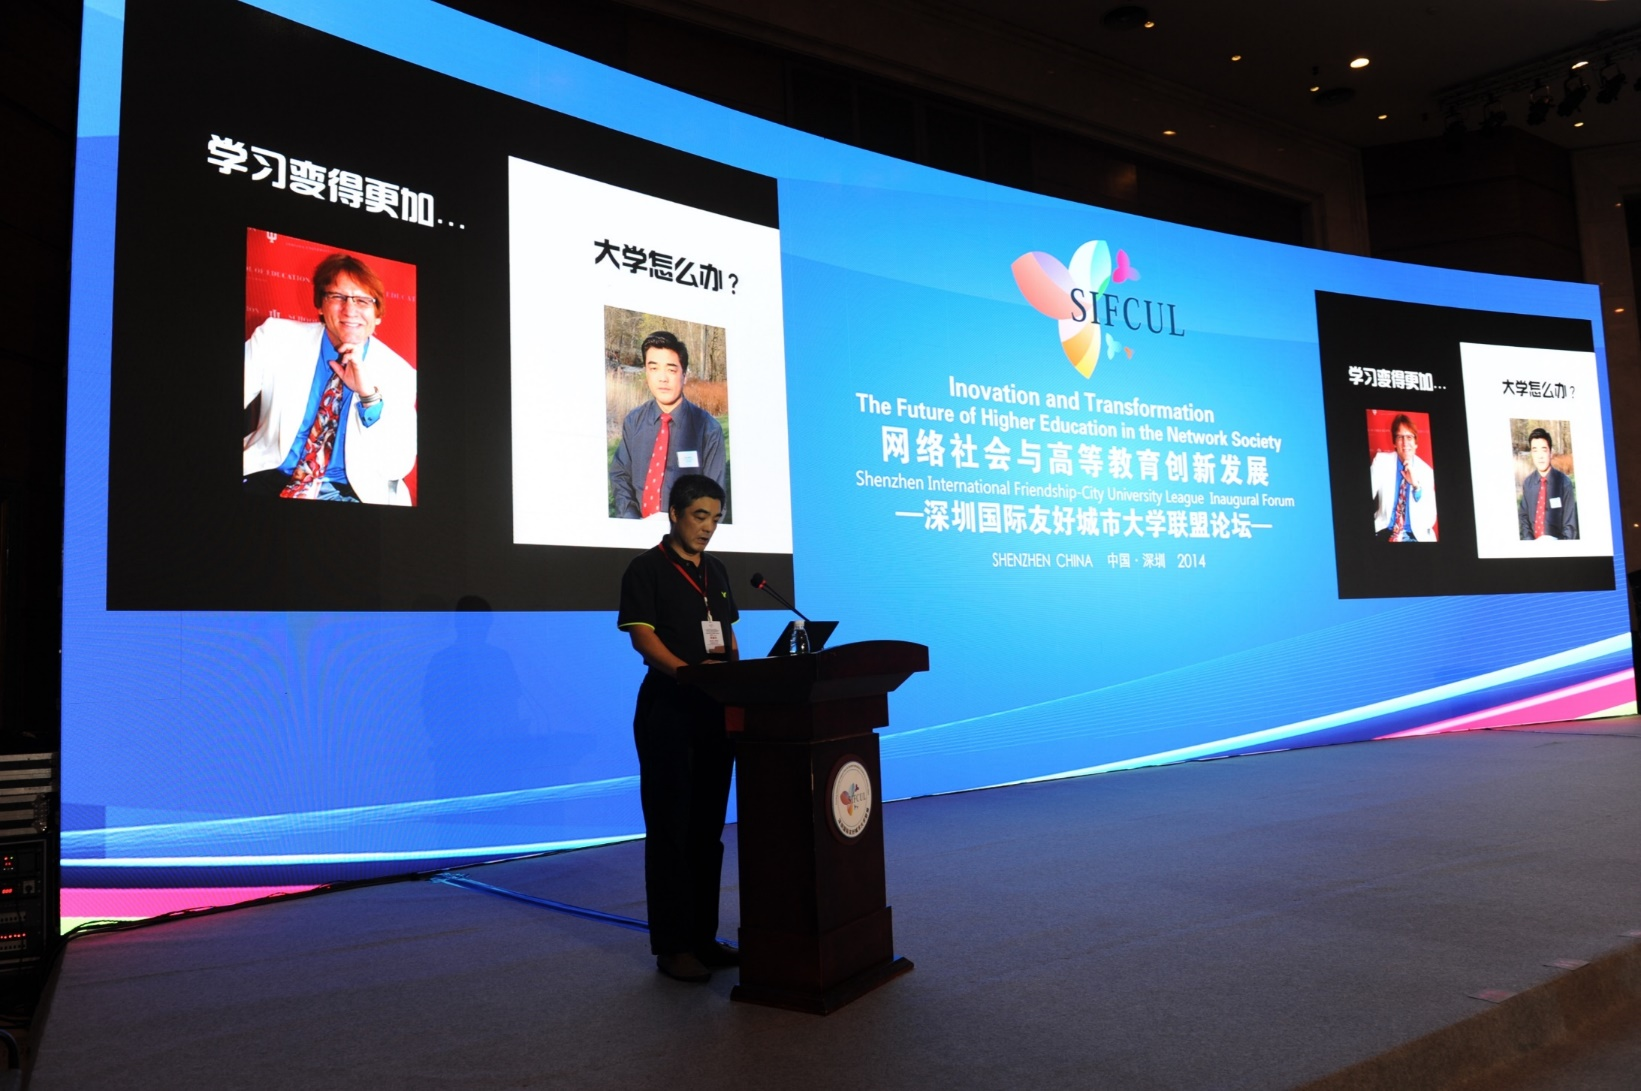 学习变得更加...
大学怎么办?
SIFCUL
Inovation and Transformation
The Future of Higher Education in the Network Society
网络社会与高等教育创新发展
Shenzhen International Friendship-City University League Inaugural Forum
—深圳国际友好城市大学联盟论坛—
SHENZHEN CHINA 中国·深圳 2014
学习变得更加...
大学怎么办?